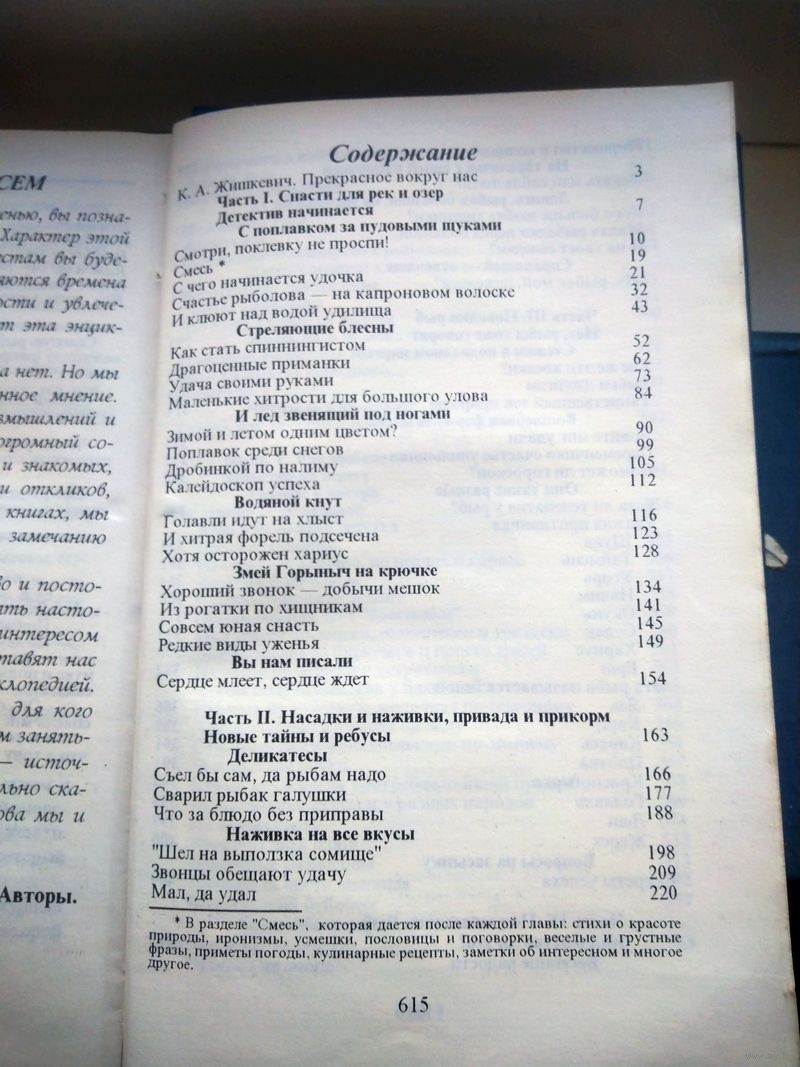 СЕМ
енью, вы позна-
Характер этой
естам вы буде-
яются времена
ости и увлече-
ет эта энцик-
а нет. Но мы
нное мнение.
змышлений и
огромный со-
и знакомых,
и откликов,
книгах, мы
замечанию
о и посто-
ть насто-
интересом
тавят нас
клопедией.
для кого
м занять-
— источ-
льно ска-
ова мы и
Авторы.
Содержание
К. А. Жишкевич. Прекрасное вокруг нас 3
Часть I. Снасти для рек и озер
Детектив начинается 7
С поплавком за пудовыми щуками
Смотри, поклевку не проспи! 10
Смесь * 19
С чего начинается удочка 21
Счастье рыболова — на капроновом волоске 32
И клюют над водой удилища 43
Стреляющие блесны
Как стать спиннингистом 52
Драгоценные приманки 62
Удача своими руками 73
Маленькие хитрости для большого улова 84
И лед звенящий под ногами
Зимой и летом одним цветом? 90
Поплавок среди снегов 99
Дробинкой по налиму 105
Калейдоскоп успеха 112
Водяной кнут
Голавли идут на хлыст 116
И хитрая форель подсечена 123
Хотя осторожен хариус 128
Змей Горыныч на крючке
Хороший звонок — добычи мешок 134
Из рогатки по хищникам 141
Совсем юная снасть 145
Редкие виды уженья 149
Вы нам писали
Сердце млеет, сердце ждет 154
Часть II. Насадки и наживки, привада и прикорм
Новые тайны и ребусы 163
Деликатесы
Съел бы сам, да рыбам надо 166
Сварил рыбак галушки 177
Что за блюдо без приправы 188
Наживка на все вкусы
"Шел на выползка сомище" 198
Звонцы обещают удачу 209
Мал, да удал 220
* В разделе "Смесь", которая дается после каждой главы: стихи о красоте
природы, иронизмы, усмешки, пословицы и поговорки, веселые и грустные
фразы, приметы погоды, кулинарные рецепты, заметки об интересном и многое
другое.
615